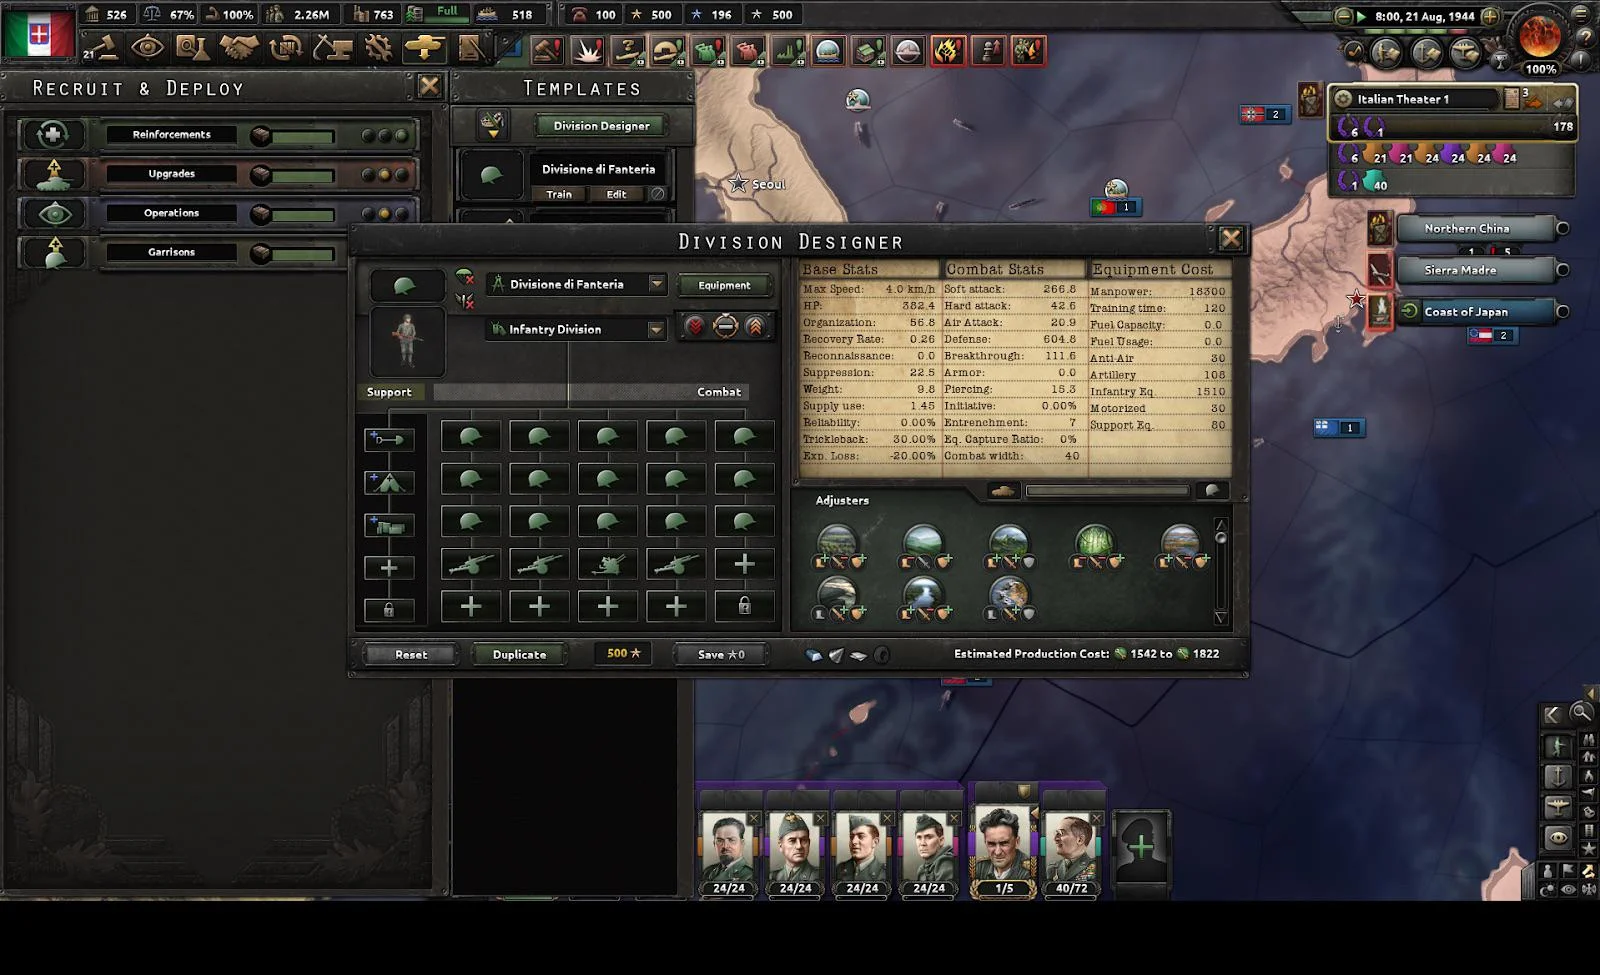 526 67% 100% 2.26M 763 Full 518 100 500 196 500 8:00, 21 Aug, 1944
21
100%
RECRUIT & DEPLOY
Reinforcements
Upgrades
Operations
Garrisons
TEMPLATES
Division Designer
Divisione di Fanteria
Train Edit
Seoul
2
1
Italian Theater 1
3
6 1 178
6 21 21 24 24 24 24
1 40
Northern China
1 5
Sierra Madre
Coast of Japan
2
1
DIVISION DESIGNER
Divisione di Fanteria
Equipment
Infantry Division
Support Combat
Base Stats
Max Speed: 4.0 km/h
HP: 382.4
Organization: 56.8
Recovery Rate: 0.26
Reconnaissance: 0.0
Suppression: 22.5
Weight: 9.8
Supply use: 1.45
Reliability: 0.00%
Trickleback: 30.00%
Exp. Loss: -20.00%
Combat Stats
Soft attack: 266.8
Hard attack: 42.6
Air Attack: 20.9
Defense: 604.8
Breakthrough: 111.6
Armor: 0.0
Piercing: 15.3
Initiative: 0.00%
Entrenchment: 7
Eq. Capture Ratio: 0%
Combat width: 40
Equipment Cost
Manpower: 18300
Training time: 120
Fuel Capacity: 0.0
Fuel Usage: 0.0
Anti-Air 30
Artillery 108
Infantry Eq. 1510
Motorized 30
Support Eq. 80
Adjusters
Reset
Duplicate
500
Save 0
Estimated Production Cost: 1542 to 1822
24/24 24/24 24/24 24/24 1/5 40/72